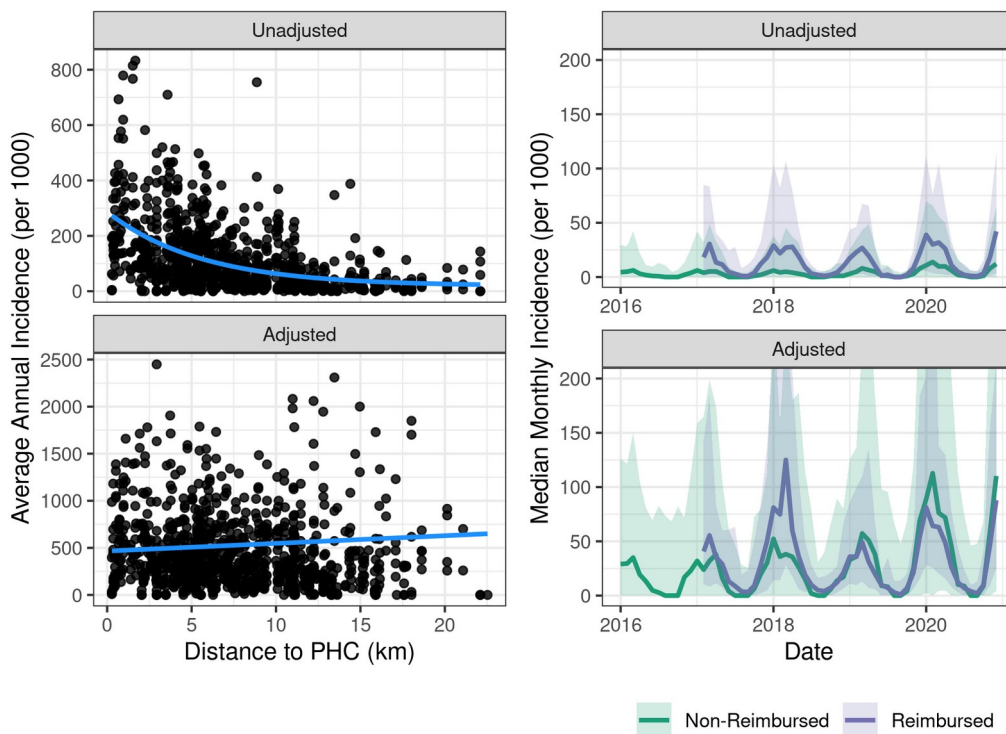 Unadjusted
800
600
400
200
0
Adjusted
2500
2000
1500
1000
500
0
0 5 10 15 20
Distance to PHC (km)
Average Annual Incidence (per 1000)
Unadjusted
200
150
100
50
0
2016 2018 2020
Adjusted
200
150
100
50
0
2016 2018 2020
Date
Median Monthly Incidence (per 1000)
Non-Reimbursed Reimbursed